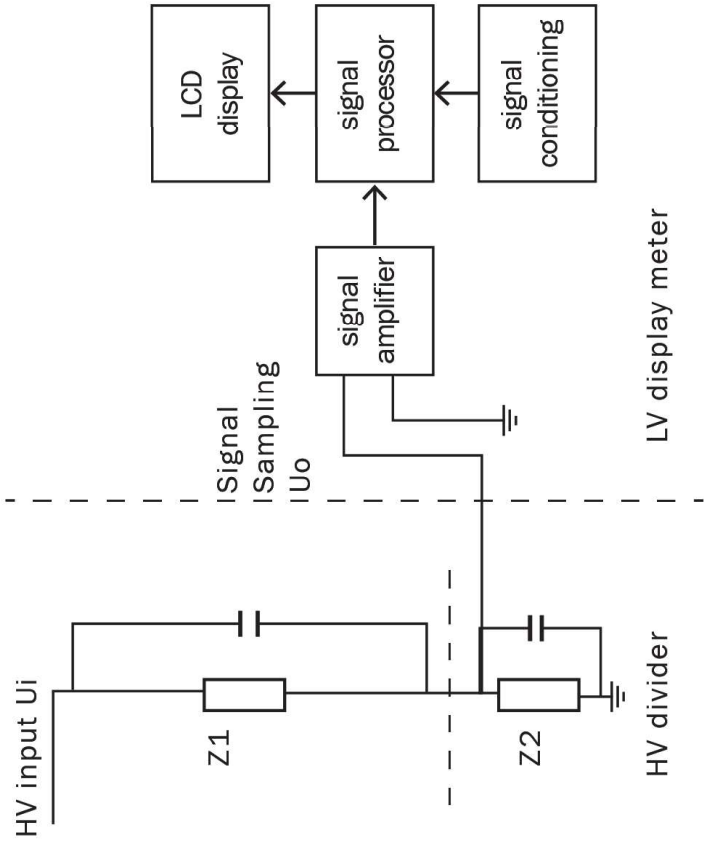 HV input Ui
Z1
Z2
HV divider
Signal
Sampling
Uo
signal
amplifier
LCD
display
signal
processor
signal
conditioning
LV display meter